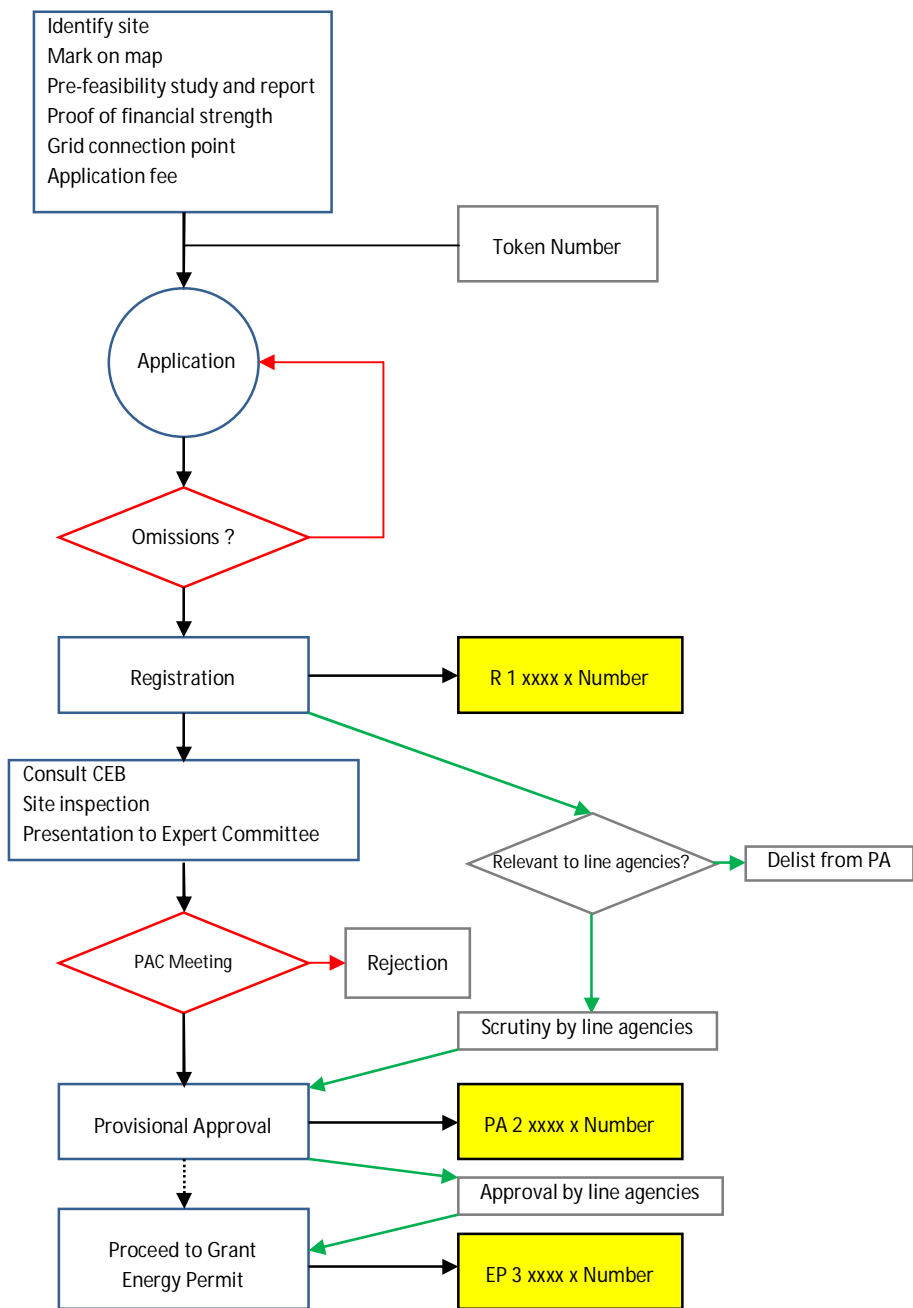 Identify site
Mark on map
Pre-feasibility study and report
Proof of financial strength
Grid connection point
Application fee
Token Number
Application
Omissions ?
Registration
R 1 xxxx x Number
Consult CEB
Site inspection
Presentation to Expert Committee
Relevant to line agencies?
Delist from PA
PAC Meeting
Rejection
Scrutiny by line agencies
Provisional Approval
PA 2 xxxx x Number
Approval by line agencies
Proceed to Grant
Energy Permit
EP 3 xxxx x Number